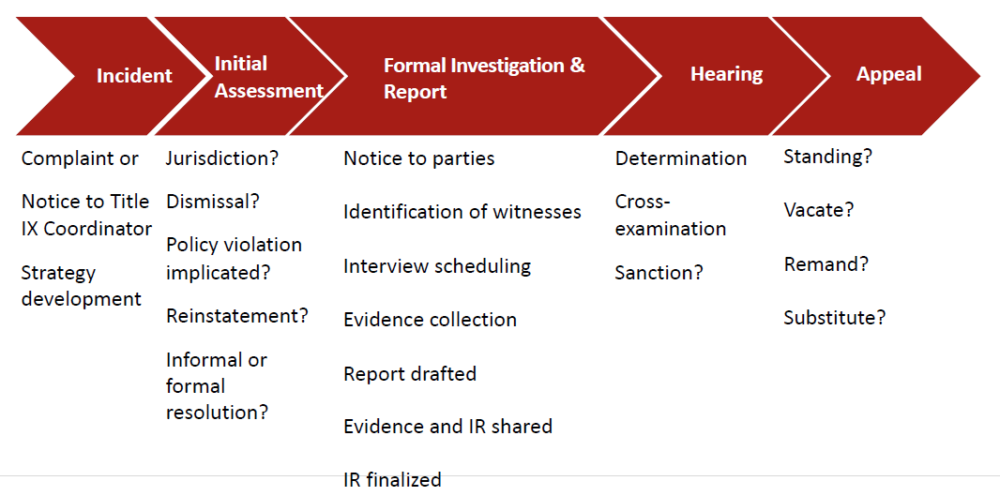 Incident
Initial
Assessment
Formal Investigation &
Report
Hearing
Appeal
Complaint or
Notice to Title
IX Coordinator
Strategy
development
Jurisdiction?
Dismissal?
Policy violation
implicated?
Reinstatement?
Informal or
formal
resolution?
Notice to parties
Identification of witnesses
Interview scheduling
Evidence collection
Report drafted
Evidence and IR shared
IR finalized
Determination
Cross-
examination
Sanction?
Standing?
Vacate?
Remand?
Substitute?